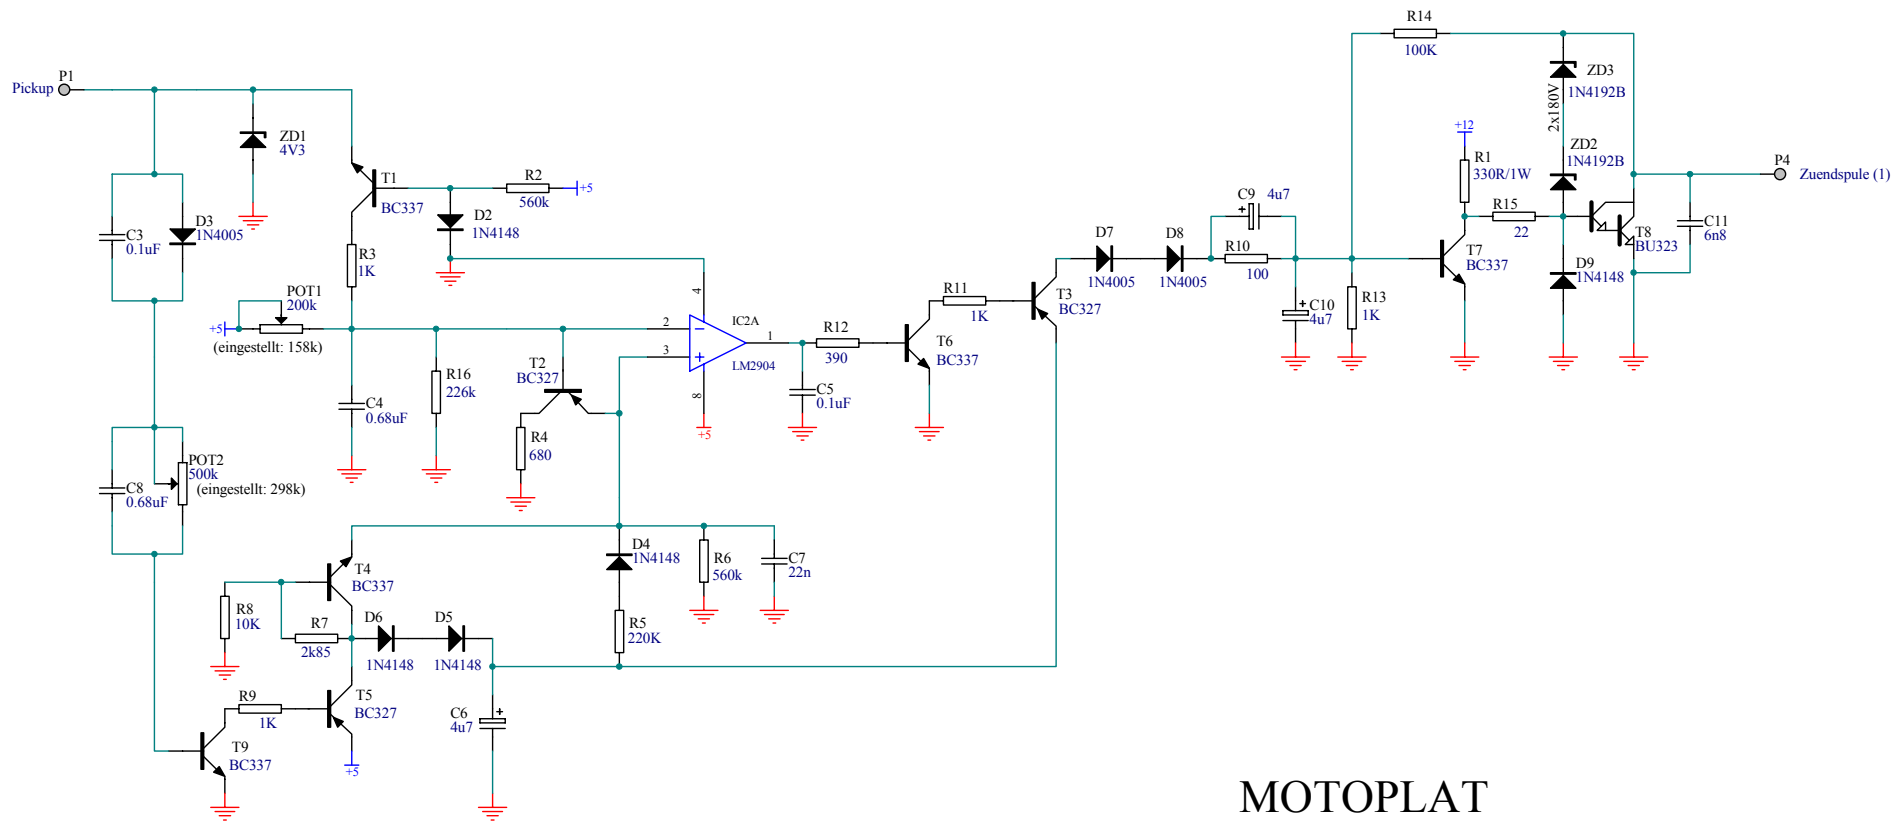 R14
100K
P1
Pickup
ZD3
1N4192B
2x180V
ZD1
4V3
+12
ZD2
1N4192B
R1
330R/1W
P4
Zuendspule (1)
T1
BC337
R2
560k
+5
C9
4u7
+
R15
22
D3
1N4005
C3
0.1uF
D2
1N4148
C11
6n8
T8
BU323
R3
1K
D7
1N4005
D8
1N4005
R10
100
T7
BC337
D9
1N4148
POT1
200k
+5
(eingestellt: 158k)
4
R11
1K
T3
BC327
+
C10
4u7
R13
1K
2
3
IC2A
1
LM2904
8
+5
R12
390
T6
BC337
T2
BC327
R16
226k
C4
0.68uF
C5
0.1uF
R4
680
POT2
500k
(eingestellt: 298k)
C8
0.68uF
D4
1N4148
R6
560k
C7
22n
T4
BC337
R8
10K
R7
2k85
D6
1N4148
D5
1N4148
R5
220K
R9
1K
T5
BC327
C6
4u7
+
T9
BC337
+5
MOTOPLAT